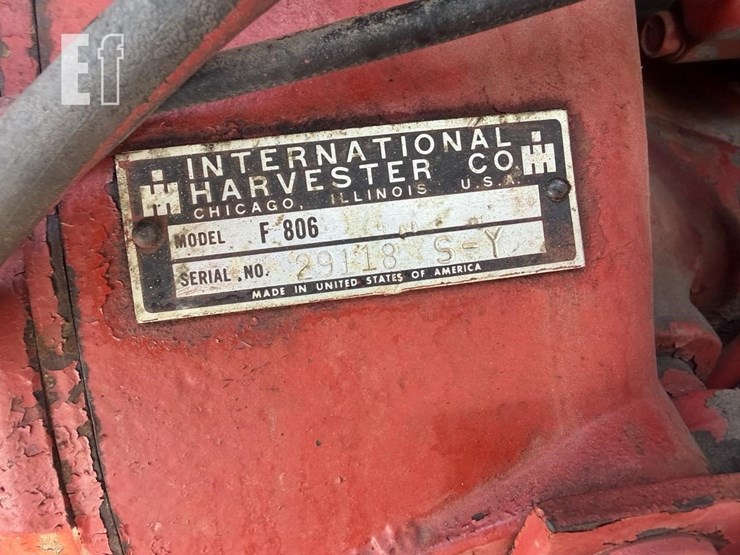 Ef
INTERNATIONAL
HARVESTER CO.
CHICAGO, ILLINOIS U.S.A.
MODEL F 806
SERIAL NO. 29118 S-Y
MADE IN UNITED STATES OF AMERICA